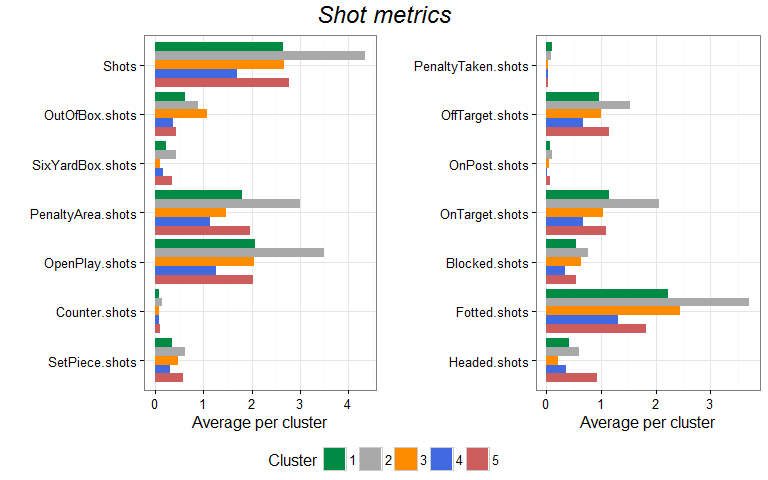 Shot metrics
Shots
OutOfBox.shots
SixYardBox.shots
PenaltyArea.shots
OpenPlay.shots
Counter.shots
SetPiece.shots
0 1 2 3 4
Average per cluster
PenaltyTaken.shots
OffTarget.shots
OnPost.shots
OnTarget.shots
Blocked.shots
Fotted.shots
Headed.shots
0 1 2 3
Average per cluster
Cluster 1 2 3 4 5